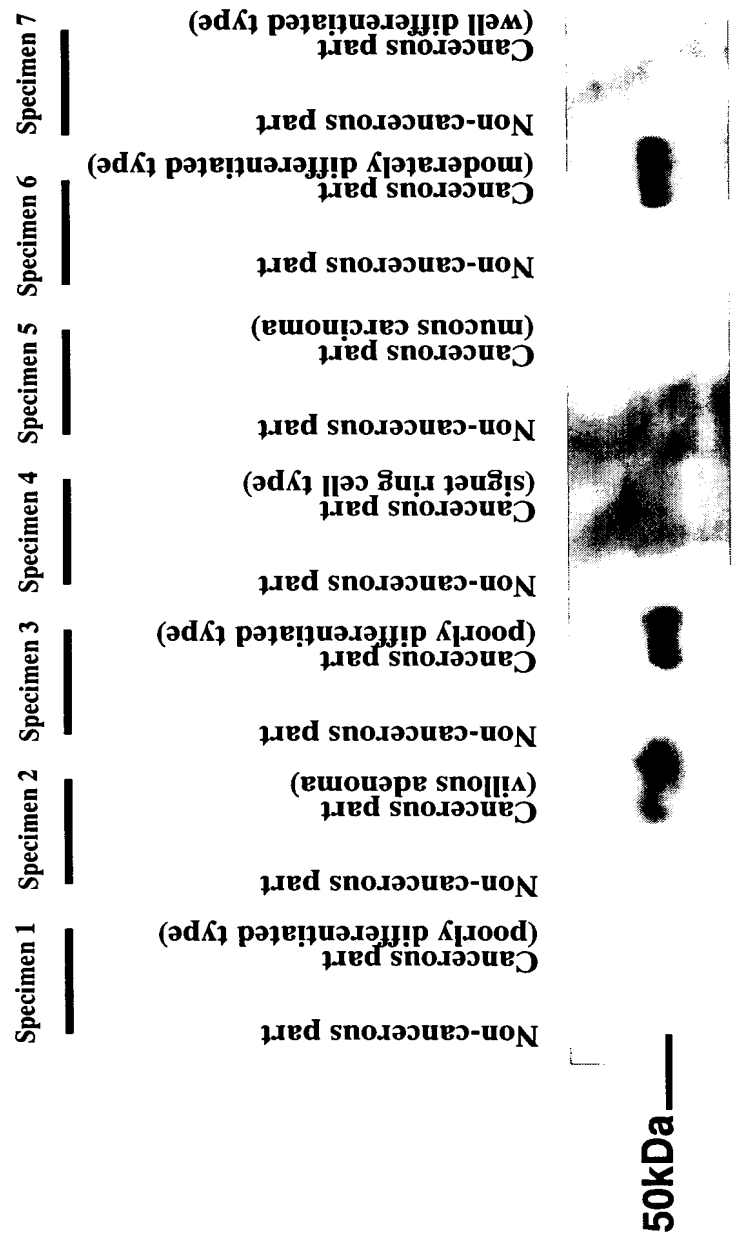 Specimen 1
Specimen 2
Specimen 3
Specimen 4
Specimen 5
Specimen 6
Specimen 7
Non-cancerous part
Cancerous part
(poorly differentiated type)
Non-cancerous part
Cancerous part
(villous adenoma)
Non-cancerous part
Cancerous part
(poorly differentiated type)
Non-cancerous part
Cancerous part
(signet ring cell type)
Non-cancerous part
Cancerous part
(mucous carcinoma)
Non-cancerous part
Cancerous part
(moderately differentiated type)
Non-cancerous part
Cancerous part
(well differentiated type)
50kDa